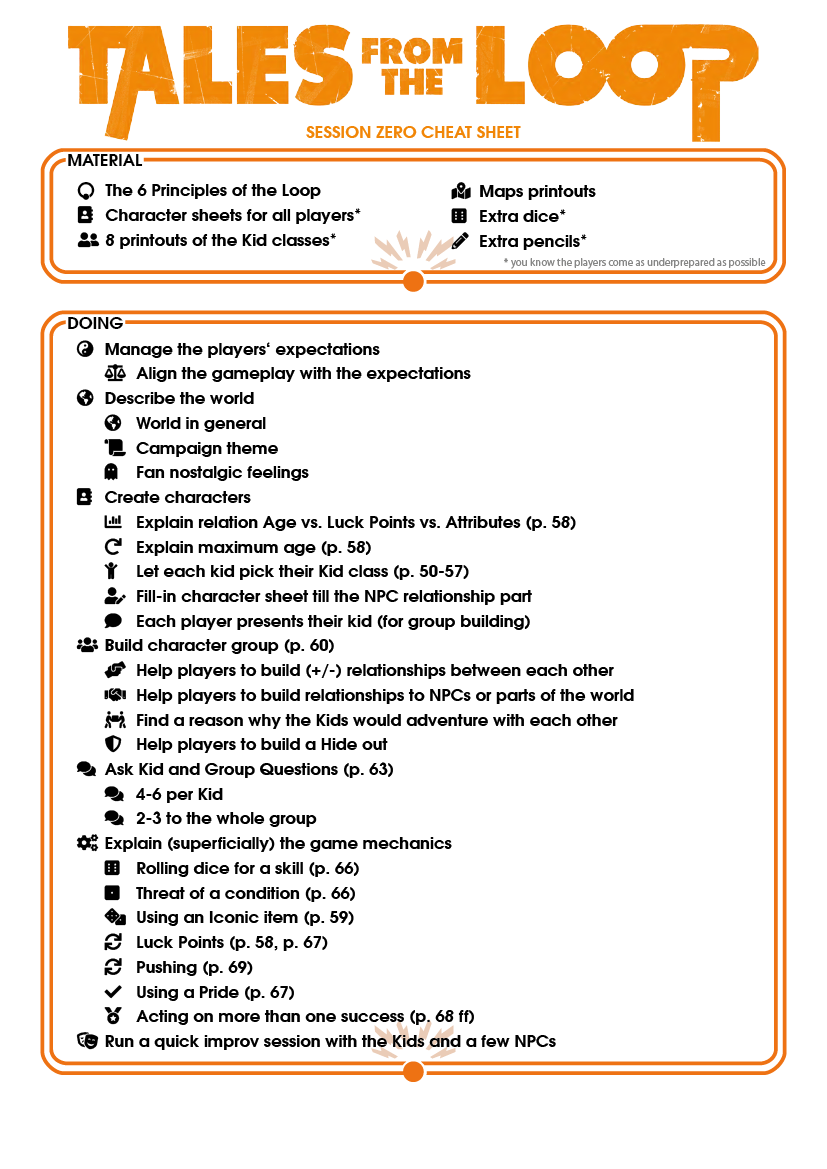 TALES FROM THE LOOP
SESSION ZERO CHEAT SHEET
MATERIAL
The 6 Principles of the Loop
Character sheets for all players*
8 printouts of the Kid classes*
Maps printouts
Extra dice*
Extra pencils*
* you know the players come as underprepared as possible
DOING
Manage the players‘ expectations
Align the gameplay with the expectations
Describe the world
World in general
Campaign theme
Fan nostalgic feelings
Create characters
Explain relation Age vs. Luck Points vs. Attributes (p. 58)
Explain maximum age (p. 58)
Let each kid pick their Kid class (p. 50-57)
Fill-in character sheet till the NPC relationship part
Each player presents their kid (for group building)
Build character group (p. 60)
Help players to build (+/-) relationships between each other
Help players to build relationships to NPCs or parts of the world
Find a reason why the Kids would adventure with each other
Help players to build a Hide out
Ask Kid and Group Questions (p. 63)
4-6 per Kid
2-3 to the whole group
Explain (superficially) the game mechanics
Rolling dice for a skill (p. 66)
Threat of a condition (p. 66)
Using an Iconic item (p. 59)
Luck Points (p. 58, p. 67)
Pushing (p. 69)
Using a Pride (p. 67)
Acting on more than one success (p. 68 ff)
Run a quick improv session with the Kids and a few NPCs